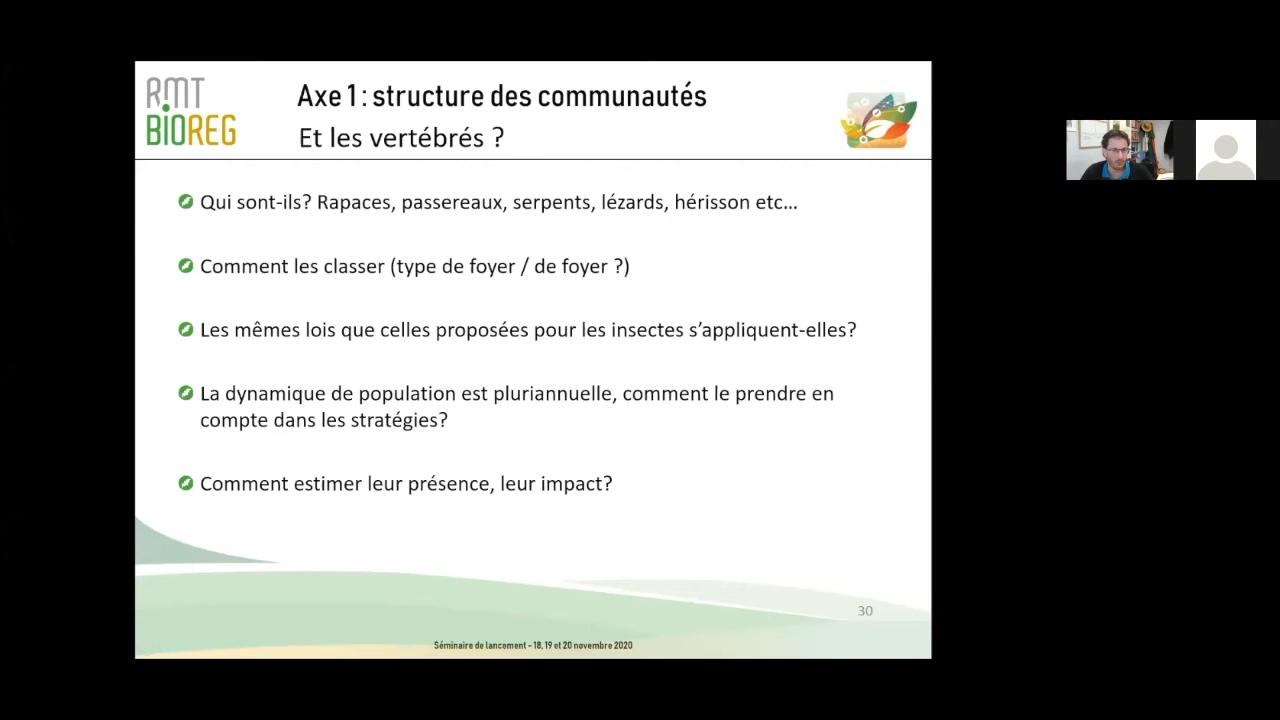 RMT
BIOREG
Axe 1 : structure des communautés
Et les vertébrés ?
Qui sont-ils? Rapaces, passereaux, serpents, lézards, hérisson etc...
Comment les classer (type de foyer / de foyer ?)
Les mêmes lois que celles proposées pour les insectes s'appliquent-elles?
La dynamique de population est pluriannuelle, comment le prendre en
compte dans les stratégies?
Comment estimer leur présence, leur impact?
30
Séminaire de lancement - 18, 19 et 20 novembre 2020